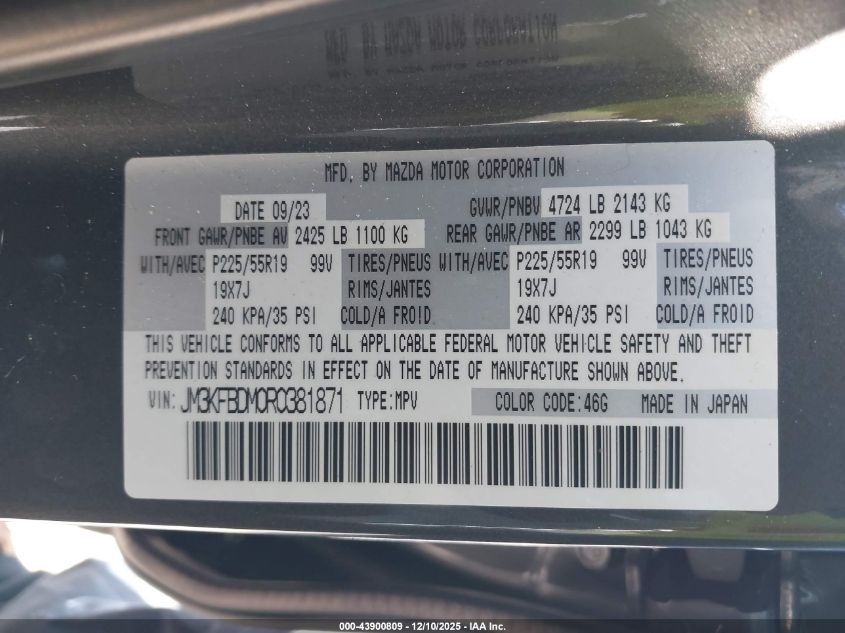 MFD. BY MAZDA MOTOR CORPORATION
DATE 09/23 GVWR/PNBV 4724 LB 2143 KG
FRONT GAWR/PNBE AV 2425 LB 1100 KG REAR GAWR/PNBE AR 2299 LB 1043 KG
WITH/AVEC P225/55R19 99V TIRES/PNEUS WITH/AVEC P225/55R19 99V TIRES/PNEUS
19X7J RIMS/JANTES 19X7J RIMS/JANTES
240 KPA/35 PSI COLD/A FROID 240 KPA/35 PSI COLD/A FROID
THIS VEHICLE CONFORMS TO ALL APPLICABLE FEDERAL MOTOR VEHICLE SAFETY AND THEFT
PREVENTION STANDARDS IN EFFECT ON THE DATE OF MANUFACTURE SHOWN ABOVE.
VIN: JM3KFBDM0R0381871 TYPE:MPV COLOR CODE:46G MADE IN JAPAN
000-43900809 - 12/10/2025 - IAA Inc.